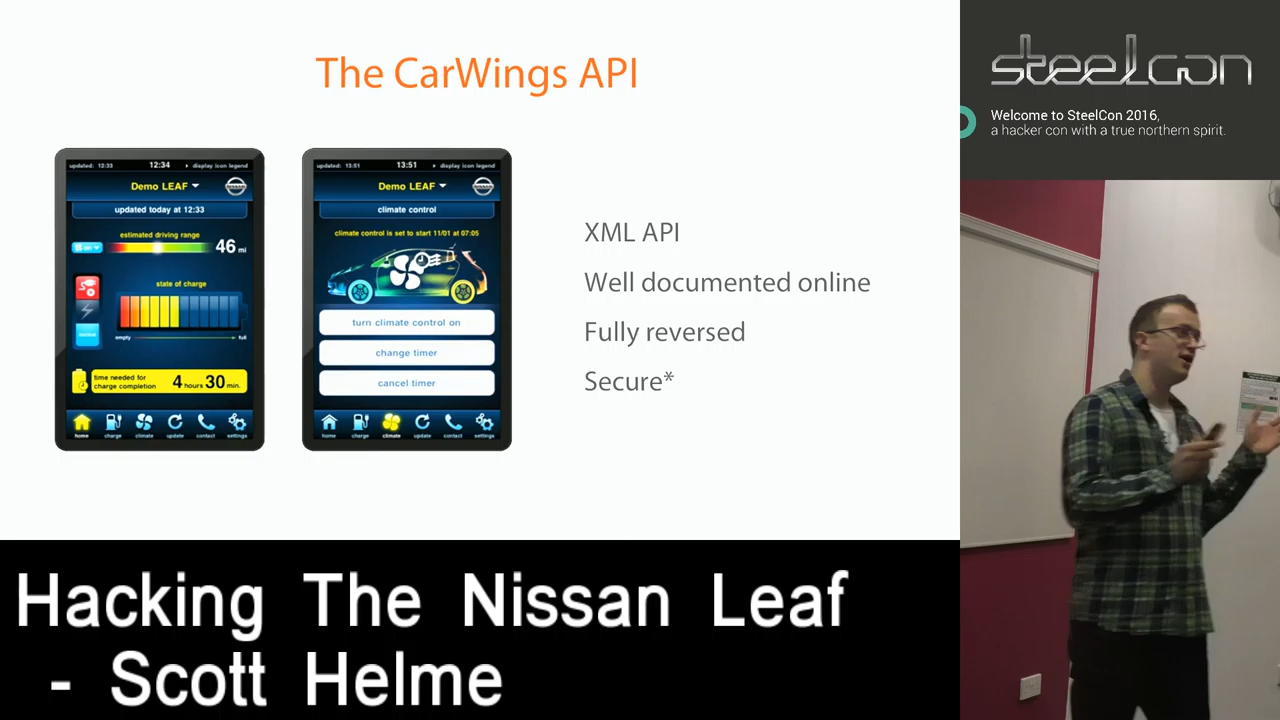 The CarWings API
updated: 12:33 12:34 display icon legend
Demo LEAF
NISSAN
updated today at 12:33
estimated driving range
46 mi
state of charge
empty full
time needed for
charge completion 4 hours 30 min.
home charge climate update contact settings
updated: 13:51 13:51 display icon legend
Demo LEAF
NISSAN
climate control
climate control is set to start 11/01 at 07:05
turn climate control on
change timer
cancel timer
home charge climate update contact settings
XML API
Well documented online
Fully reversed
Secure*
steelcon
Welcome to SteelCon 2016,
a hacker con with a true northern spirit.
Hacking The Nissan Leaf
- Scott Helme